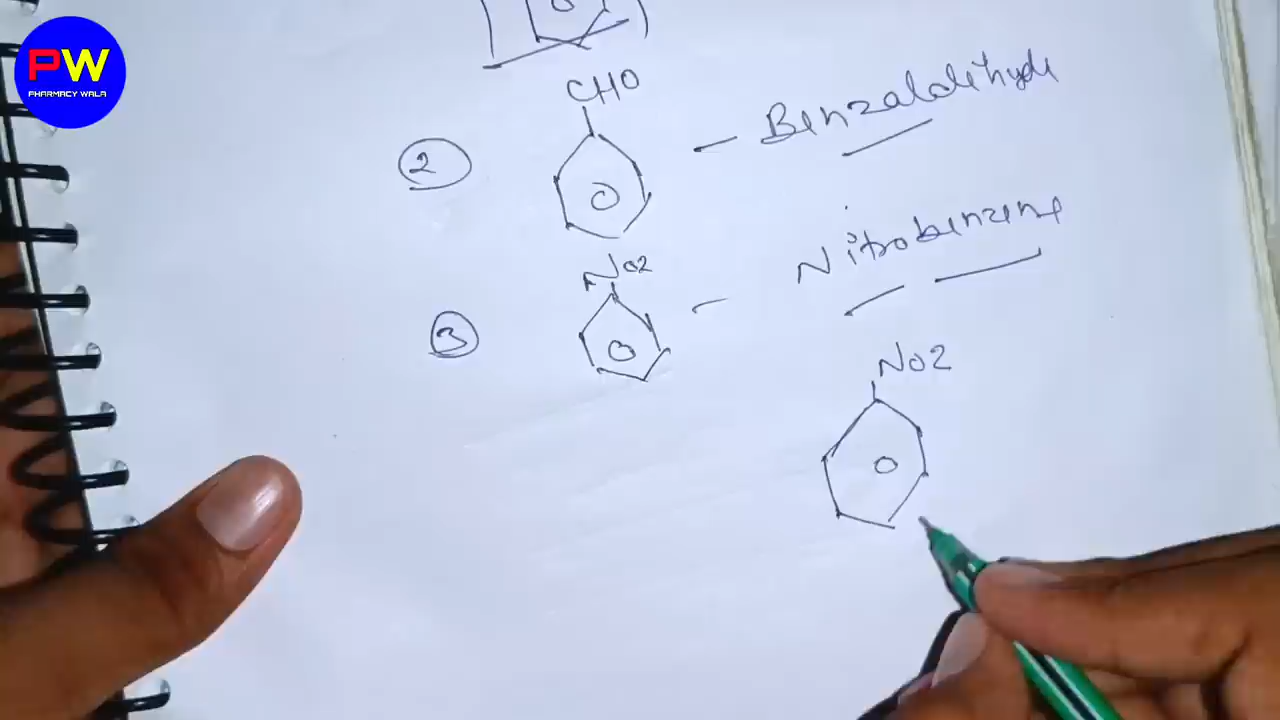 PW
PHARMACY WALA
CHO
2 – Benzaldehyde
NO2
3 – Nitrobenzene
NO2